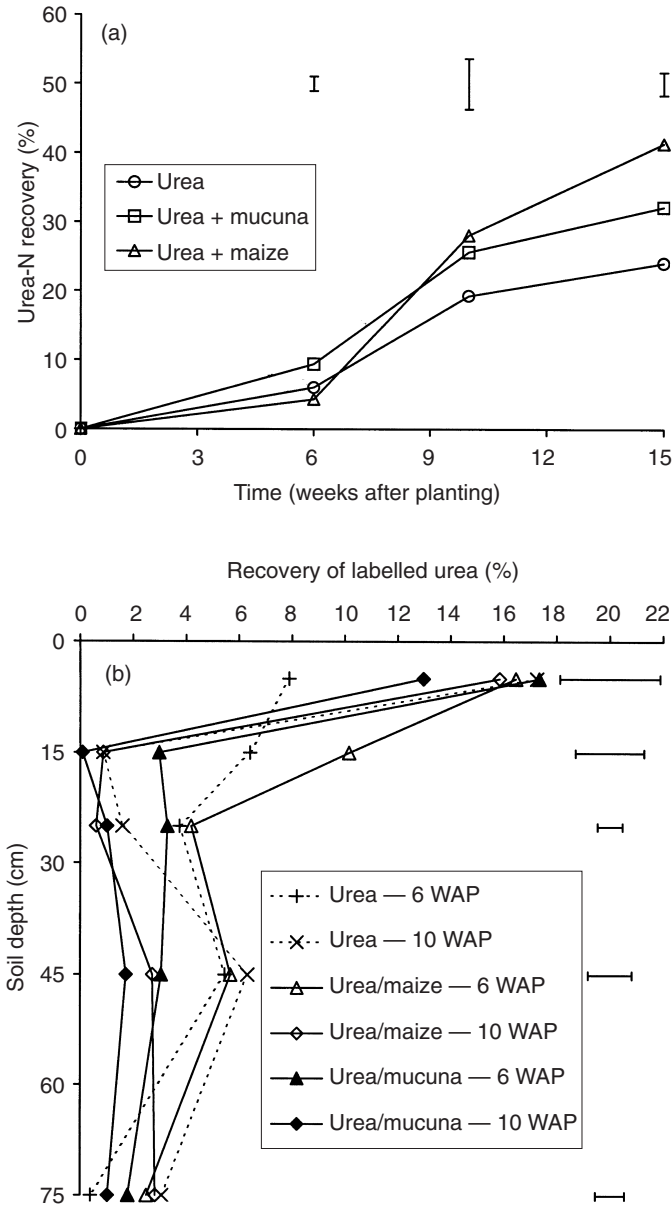 60
(a)
50
40
30
20
10
0
Urea-N recovery (%)
Urea
Urea + mucuna
Urea + maize
0 3 6 9 12 15
Time (weeks after planting)
Recovery of labelled urea (%)
0 2 4 6 8 10 12 14 16 18 20 22
0
(b)
15
30
45
60
75
Soil depth (cm)
Urea — 6 WAP
Urea — 10 WAP
Urea/maize — 6 WAP
Urea/maize — 10 WAP
Urea/mucuna — 6 WAP
Urea/mucuna — 10 WAP